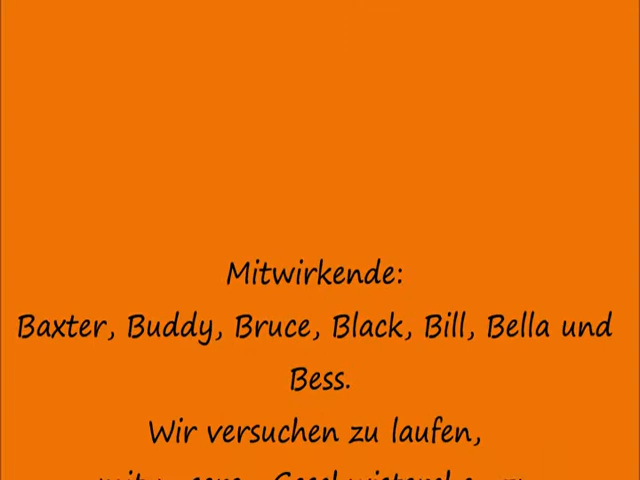 Mitwirkende:
Baxter, Buddy, Bruce, Black, Bill, Bella und
Bess.
Wir versuchen zu laufen,